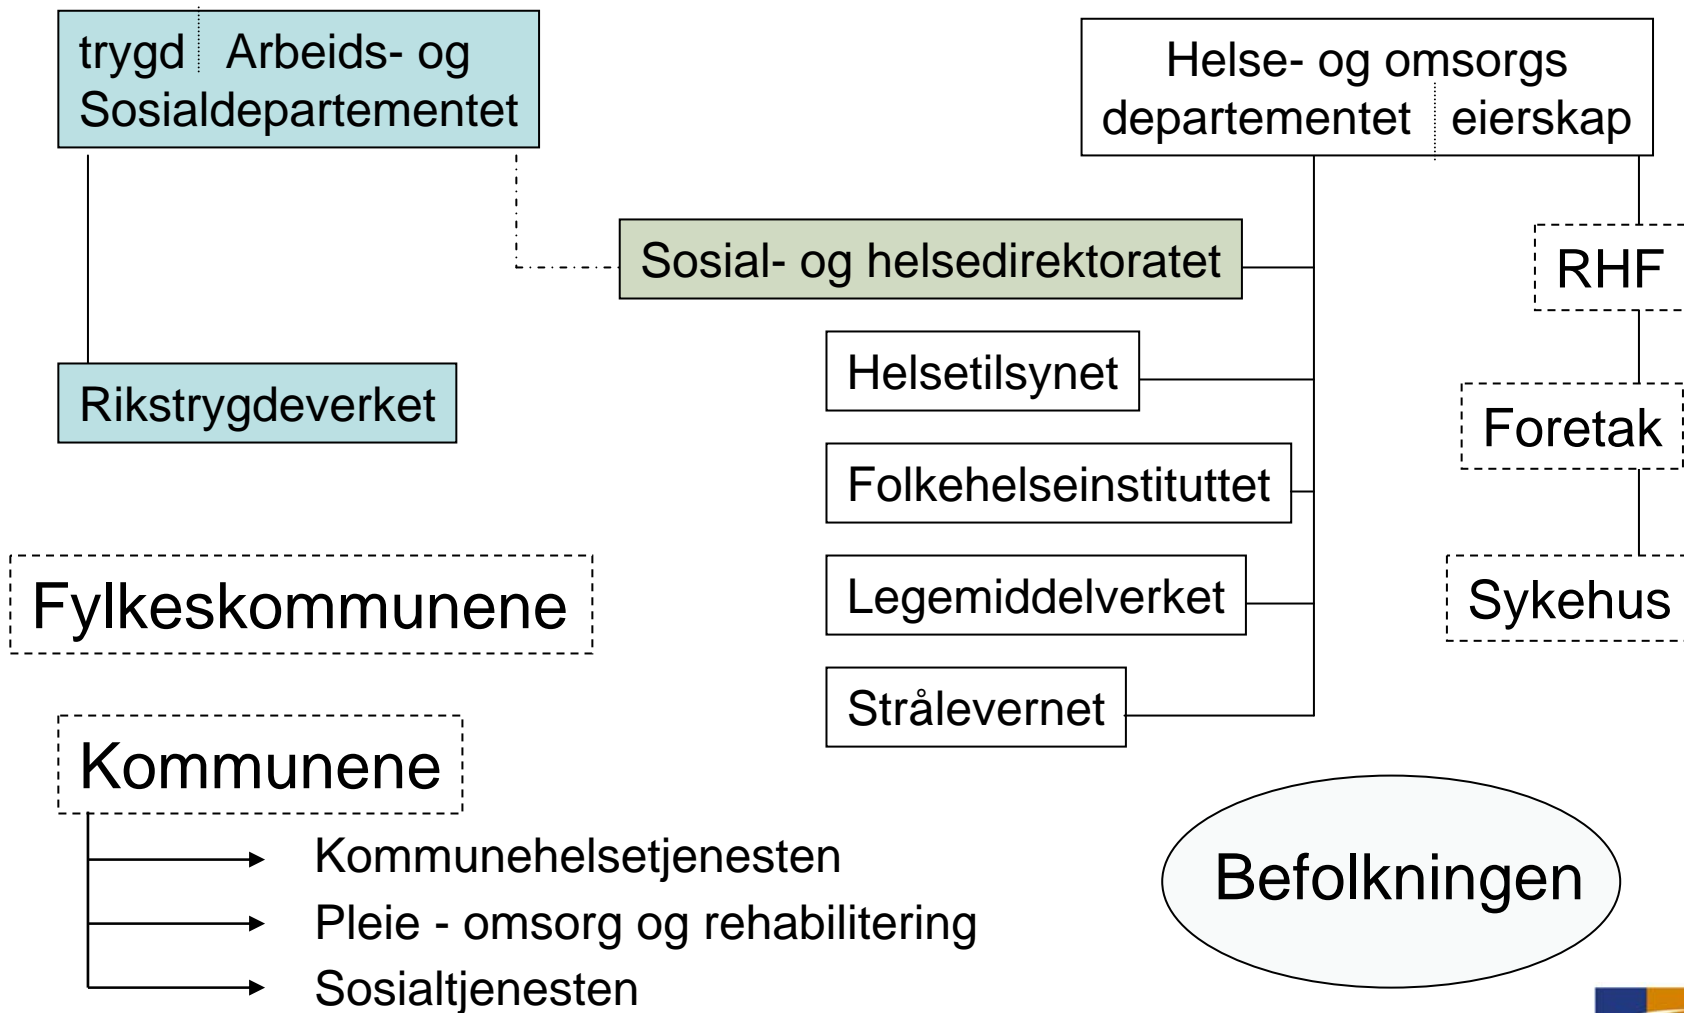 trygd Arbeids- og
Sosialdepartementet
Helse- og omsorgs
departementet eierskap
Sosial- og helsedirektoratet
RHF
Helsetilsynet
Rikstrygdeverket
Foretak
Folkehelseinstituttet
Fylkeskommunene
Legemiddelverket
Sykehus
Strålevernet
Kommunene
Kommunehelsetjenesten
Pleie - omsorg og rehabilitering
Sosialtjenesten
Befolkningen